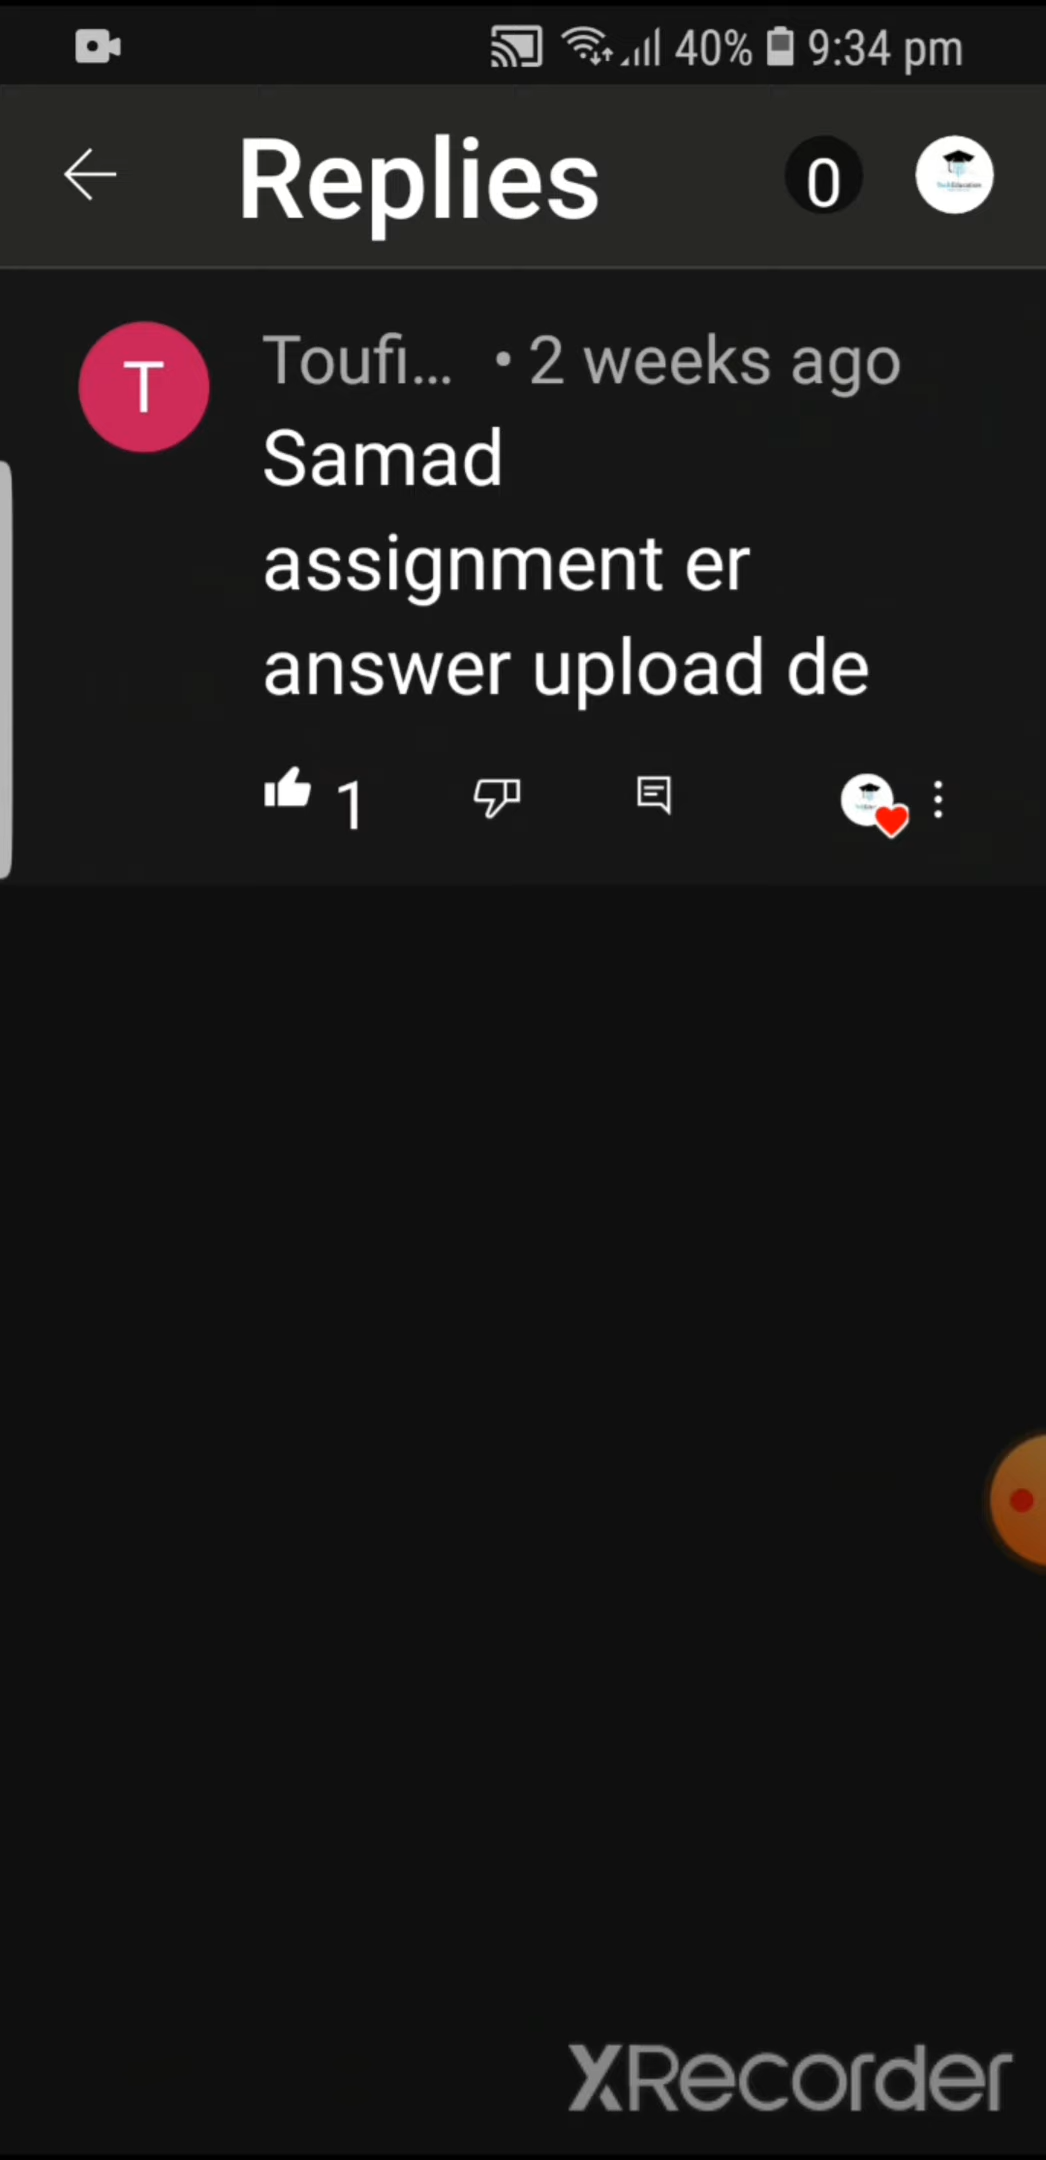 40% 9:34 pm
Replies 0
T
Toufi... • 2 weeks ago
Samad
assignment er
answer upload de
1
XRecorder